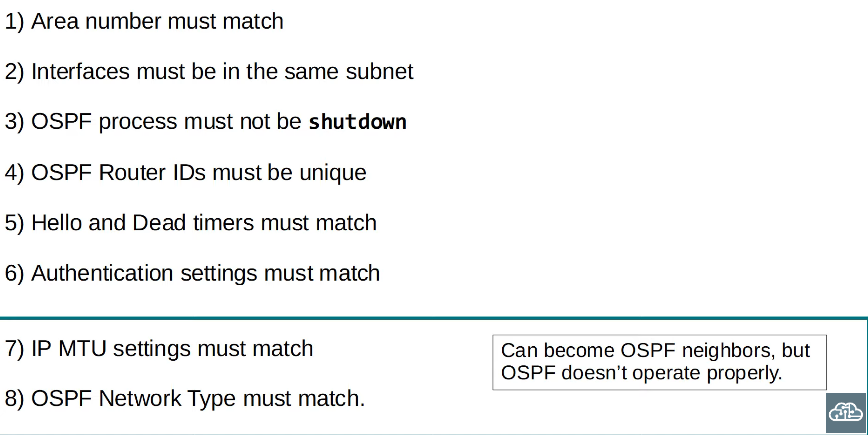 1) Area number must match
2) Interfaces must be in the same subnet
3) OSPF process must not be shutdown
4) OSPF Router IDs must be unique
5) Hello and Dead timers must match
6) Authentication settings must match
7) IP MTU settings must match
Can become OSPF neighbors, but
OSPF doesn’t operate properly.
8) OSPF Network Type must match.